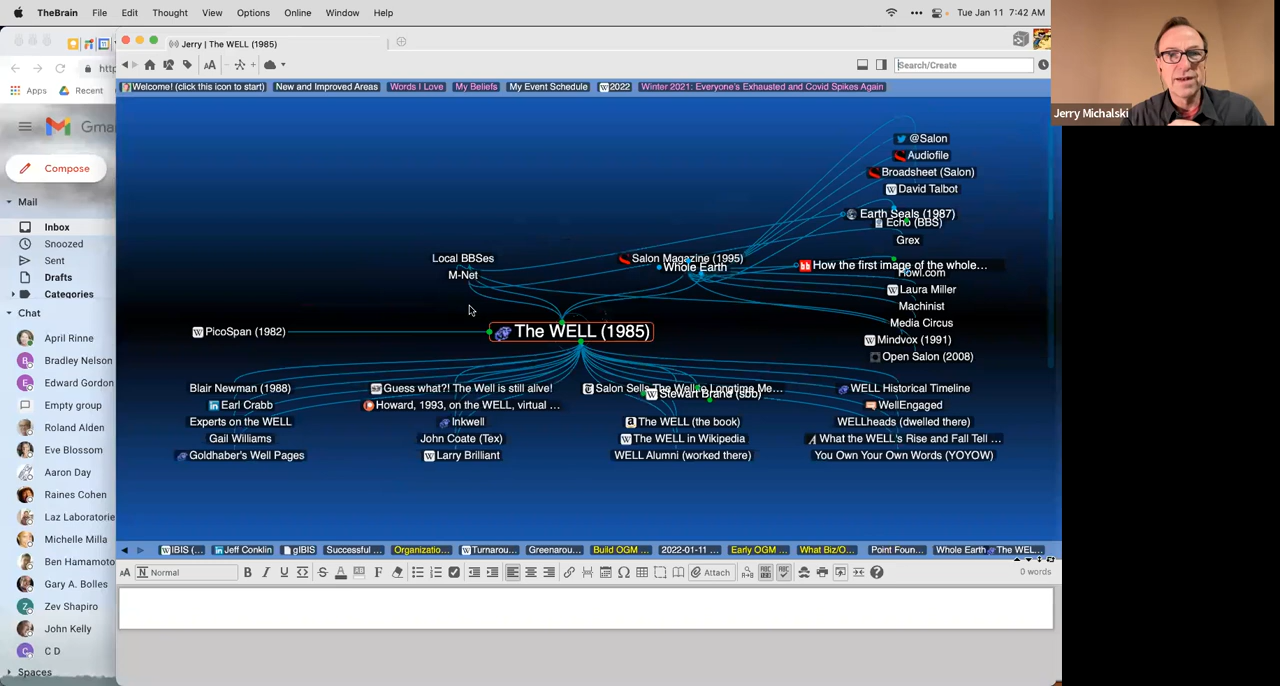 TheBrain File Edit Thought View Options Online Window Help Tue Jan 11 7:42 AM
Jerry | The WELL (1985)
Search/Create
Apps Recent
Welcome! (click this icon to start) New and Improved Areas Words I Love My Beliefs My Event Schedule 2022 Winter 2021: Everyone's Exhausted and Covid Spikes Again
Jerry Michalski
Compose
Mail
Inbox
Snoozed
Sent
Drafts
Categories
Chat
April Rinne
Bradley Nelson
Edward Gordon
Empty group
Roland Alden
Eve Blossom
Aaron Day
Raines Cohen
Laz Laboratorie
Michelle Milla
Ben Hamamoto
Gary A. Bolles
Zev Shapiro
John Kelly
C D
Spaces
@Salon
Audiofile
Broadsheet (Salon)
David Talbot
Earth Seals (1987)
Echo (BBS)
Grex
Local BBSes
M-Net
Salon Magazine (1995)
Whole Earth
How the first image of the whole...
Howl.com
Laura Miller
Machinist
Media Circus
Mindvox (1991)
Open Salon (2008)
PicoSpan (1982)
The WELL (1985)
Blair Newman (1988)
Earl Crabb
Experts on the WELL
Gail Williams
Goldhaber's Well Pages
Guess what?! The Well is still alive!
Howard, 1993, on the WELL, virtual ...
Inkwell
John Coate (Tex)
Larry Brilliant
Salon Sells The Well to Longtime Me...
Stewart Brand (sbb)
The WELL (the book)
The WELL in Wikipedia
WELL Alumni (worked there)
WELL Historical Timeline
WellEngaged
WELLheads (dwelled there)
What the WELL's Rise and Fall Tell ...
You Own Your Own Words (YOYOW)
IBIS (... Jeff Conklin gIBIS Successful ... Organizatio... Turnarou... Greenarou... Build OGM ... 2022-01-11 ... Early OGM ... What Biz/O... Point Foun... Whole Earth The WEL...
Normal B I U S F Attach 0 words